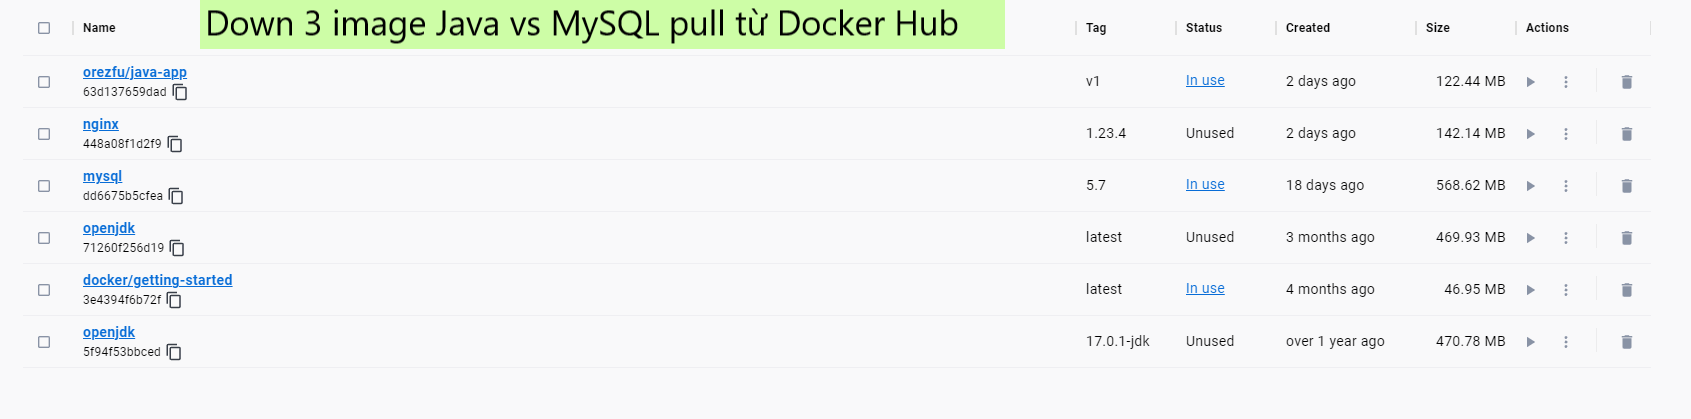 Down 3 image Java vs MySQL pull từ Docker Hub
Name Tag Status Created Size Actions
orezfu/java-app
63d137659dad v1 In use 2 days ago 122.44 MB
nginx
448a08f1d2f9 1.23.4 Unused 2 days ago 142.14 MB
mysql
dd6675b5cfea 5.7 In use 18 days ago 568.62 MB
openjdk
71260f256d19 latest Unused 3 months ago 469.93 MB
docker/getting-started
3e4394f6b72f latest In use 4 months ago 46.95 MB
openjdk
5f94f53bbced 17.0.1-jdk Unused over 1 year ago 470.78 MB